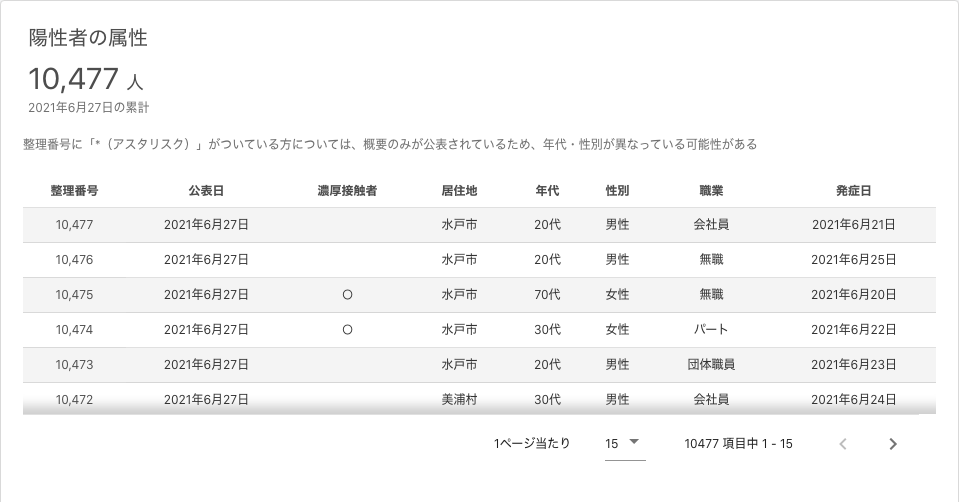 陽性者の属性
10,477 人
2021年6月27日の累計
整理番号に「*（アスタリスク）」がついている方については、概要のみが公表されているため、年代・性別が異なっている可能性がある
整理番号 公表日 濃厚接触者 居住地 年代 性別 職業 発症日
10,477 2021年6月27日 水戸市 20代 男性 会社員 2021年6月21日
10,476 2021年6月27日 水戸市 20代 男性 無職 2021年6月25日
10,475 2021年6月27日 〇 水戸市 70代 女性 無職 2021年6月20日
10,474 2021年6月27日 〇 水戸市 30代 女性 パート 2021年6月22日
10,473 2021年6月27日 水戸市 20代 男性 団体職員 2021年6月23日
10,472 2021年6月27日 美浦村 30代 男性 会社員 2021年6月24日
1ページ当たり 15 10477 項目中 1 - 15